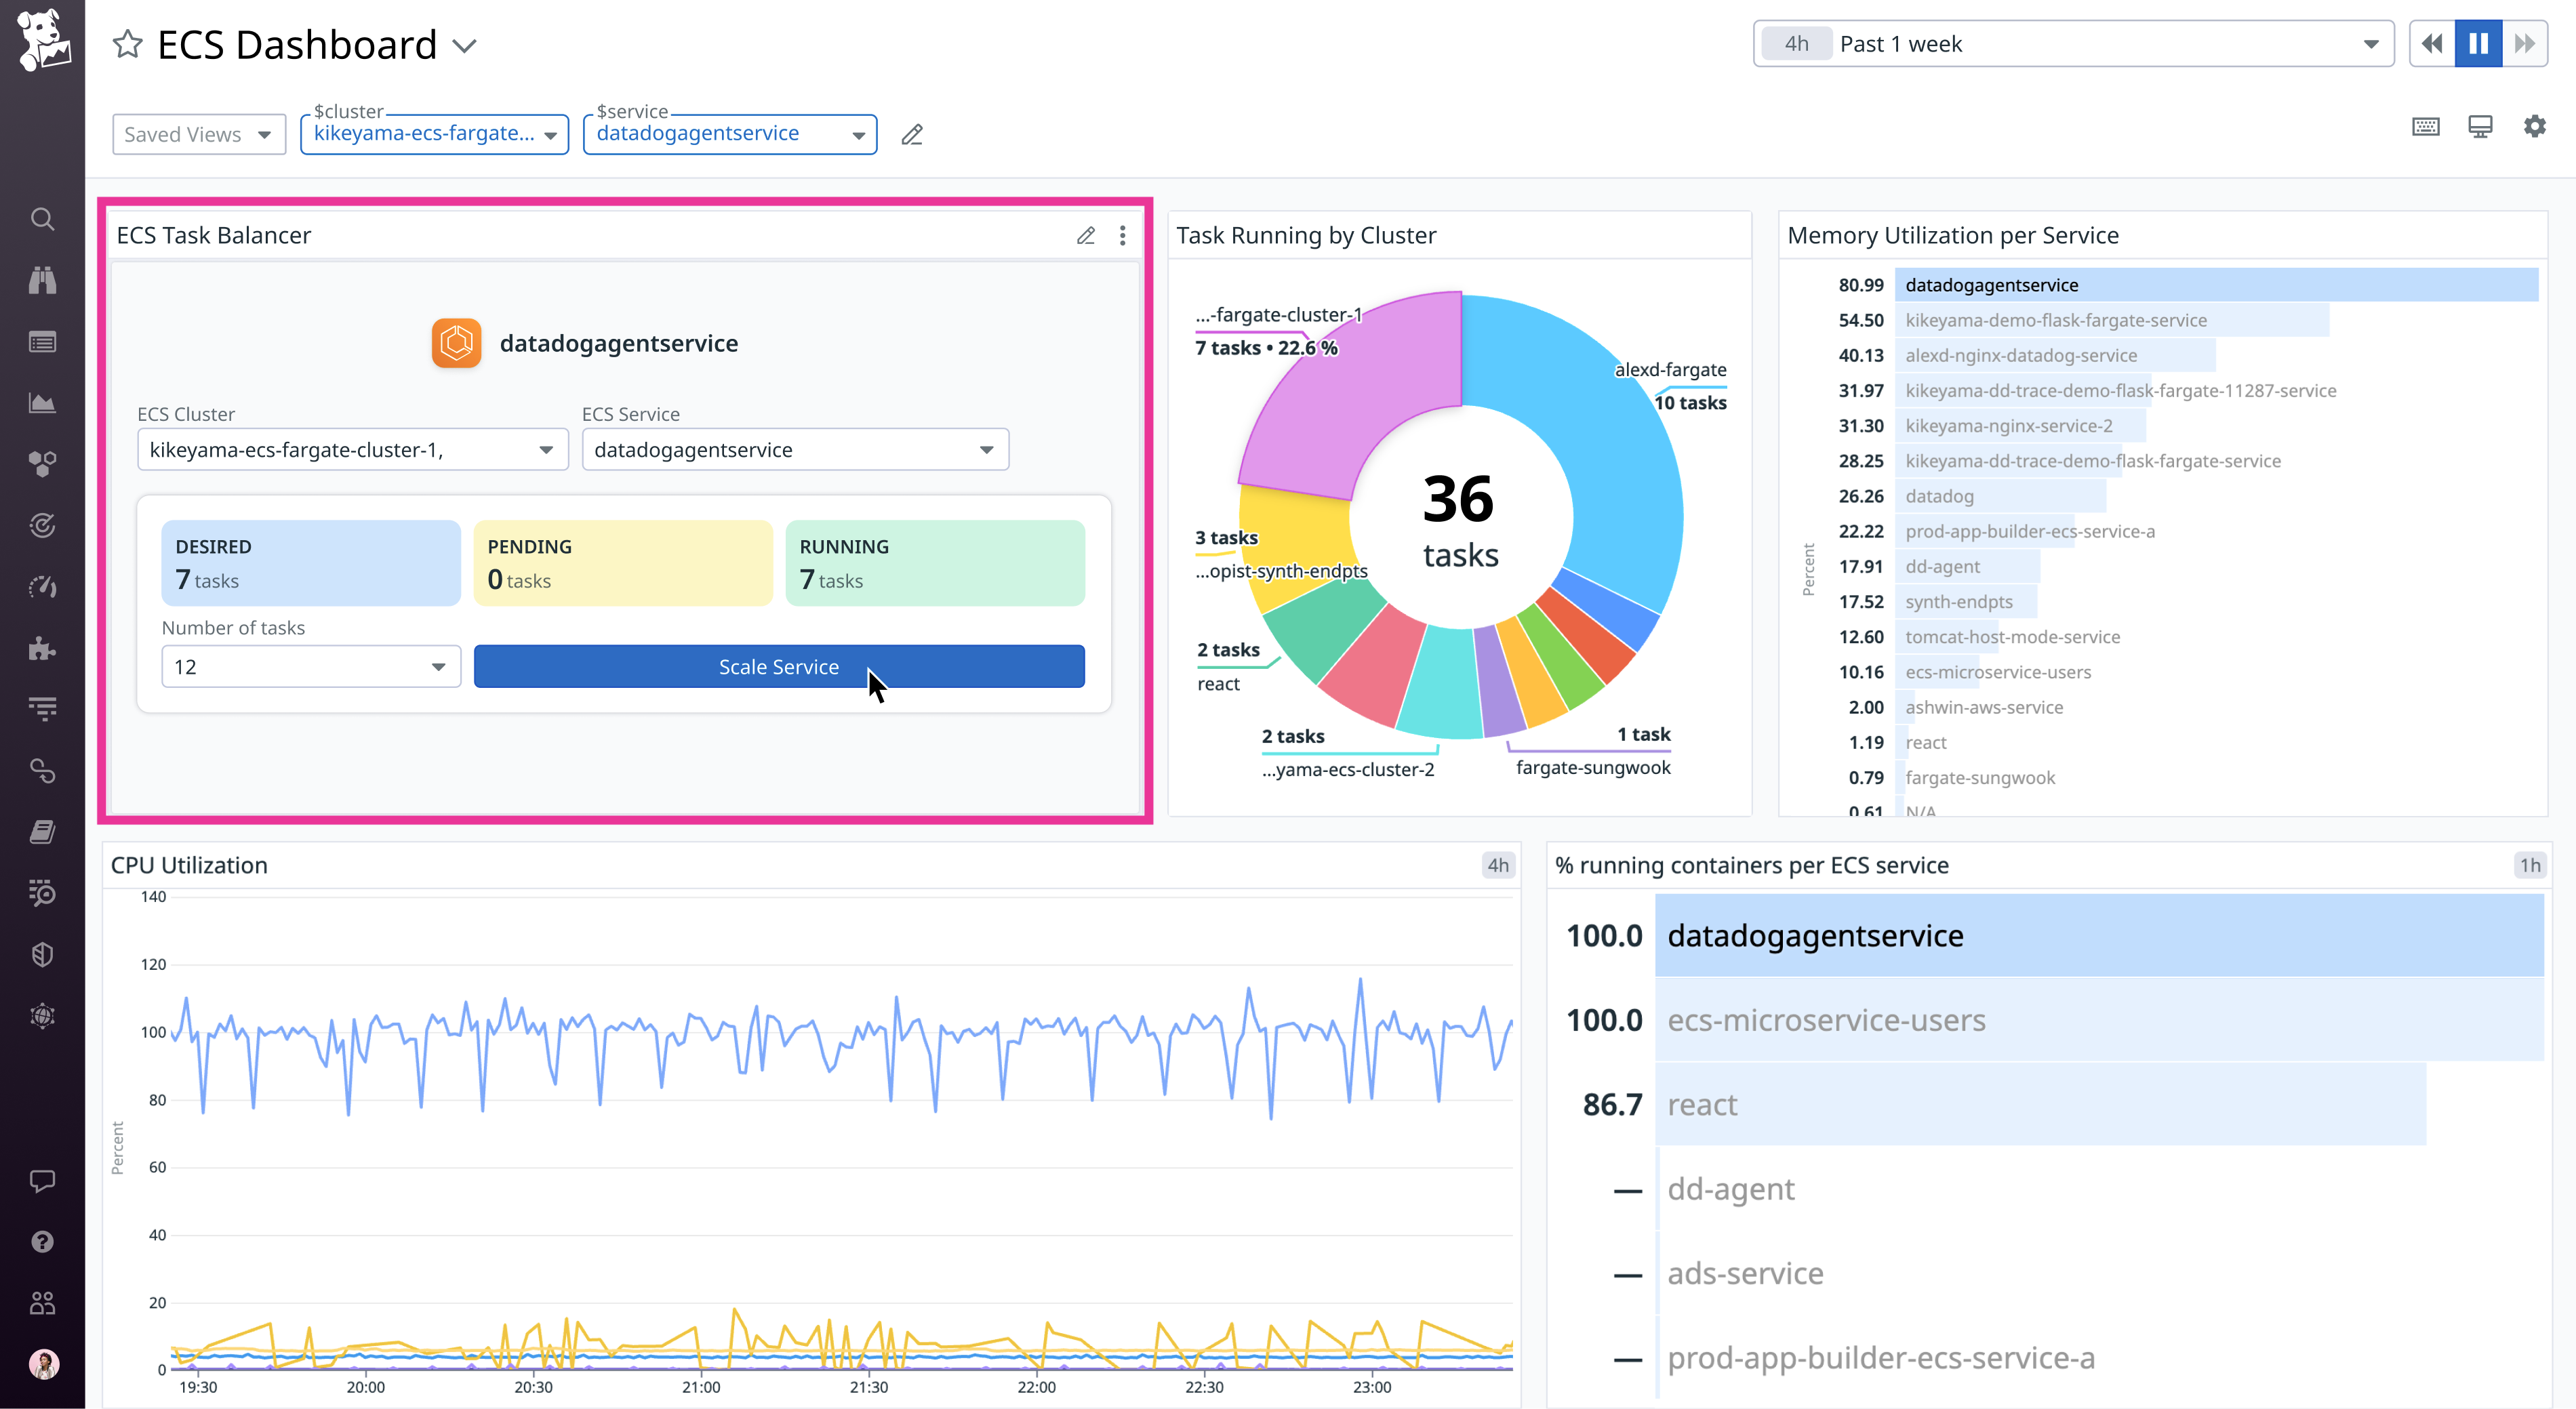 ECS Dashboard
4h Past 1 week
Saved Views
$cluster
kikeyama-ecs-fargate...
$service
datadogagentservice
ECS Task Balancer
datadogagentservice
ECS Cluster
kikeyama-ecs-fargate-cluster-1,
ECS Service
datadogagentservice
DESIRED
7 tasks
PENDING
0 tasks
RUNNING
7 tasks
Number of tasks
12
Scale Service
Task Running by Cluster
...-fargate-cluster-1
7 tasks • 22.6 %
alexd-fargate
10 tasks
36
tasks
3 tasks
...opist-synth-endpts
2 tasks
react
2 tasks
...yama-ecs-cluster-2
1 task
fargate-sungwook
Memory Utilization per Service
Percent
80.99 datadogagentservice
54.50 kikeyama-demo-flask-fargate-service
40.13 alexd-nginx-datadog-service
31.97 kikeyama-dd-trace-demo-flask-fargate-11287-service
31.30 kikeyama-nginx-service-2
28.25 kikeyama-dd-trace-demo-flask-fargate-service
26.26 datadog
22.22 prod-app-builder-ecs-service-a
17.91 dd-agent
17.52 synth-endpts
12.60 tomcat-host-mode-service
10.16 ecs-microservice-users
2.00 ashwin-aws-service
1.19 react
0.79 fargate-sungwook
0.61 N/A
CPU Utilization
4h
Percent
140
120
100
80
60
40
20
0
19:30 20:00 20:30 21:00 21:30 22:00 22:30 23:00
% running containers per ECS service
1h
100.0 datadogagentservice
100.0 ecs-microservice-users
86.7 react
— dd-agent
— ads-service
— prod-app-builder-ecs-service-a